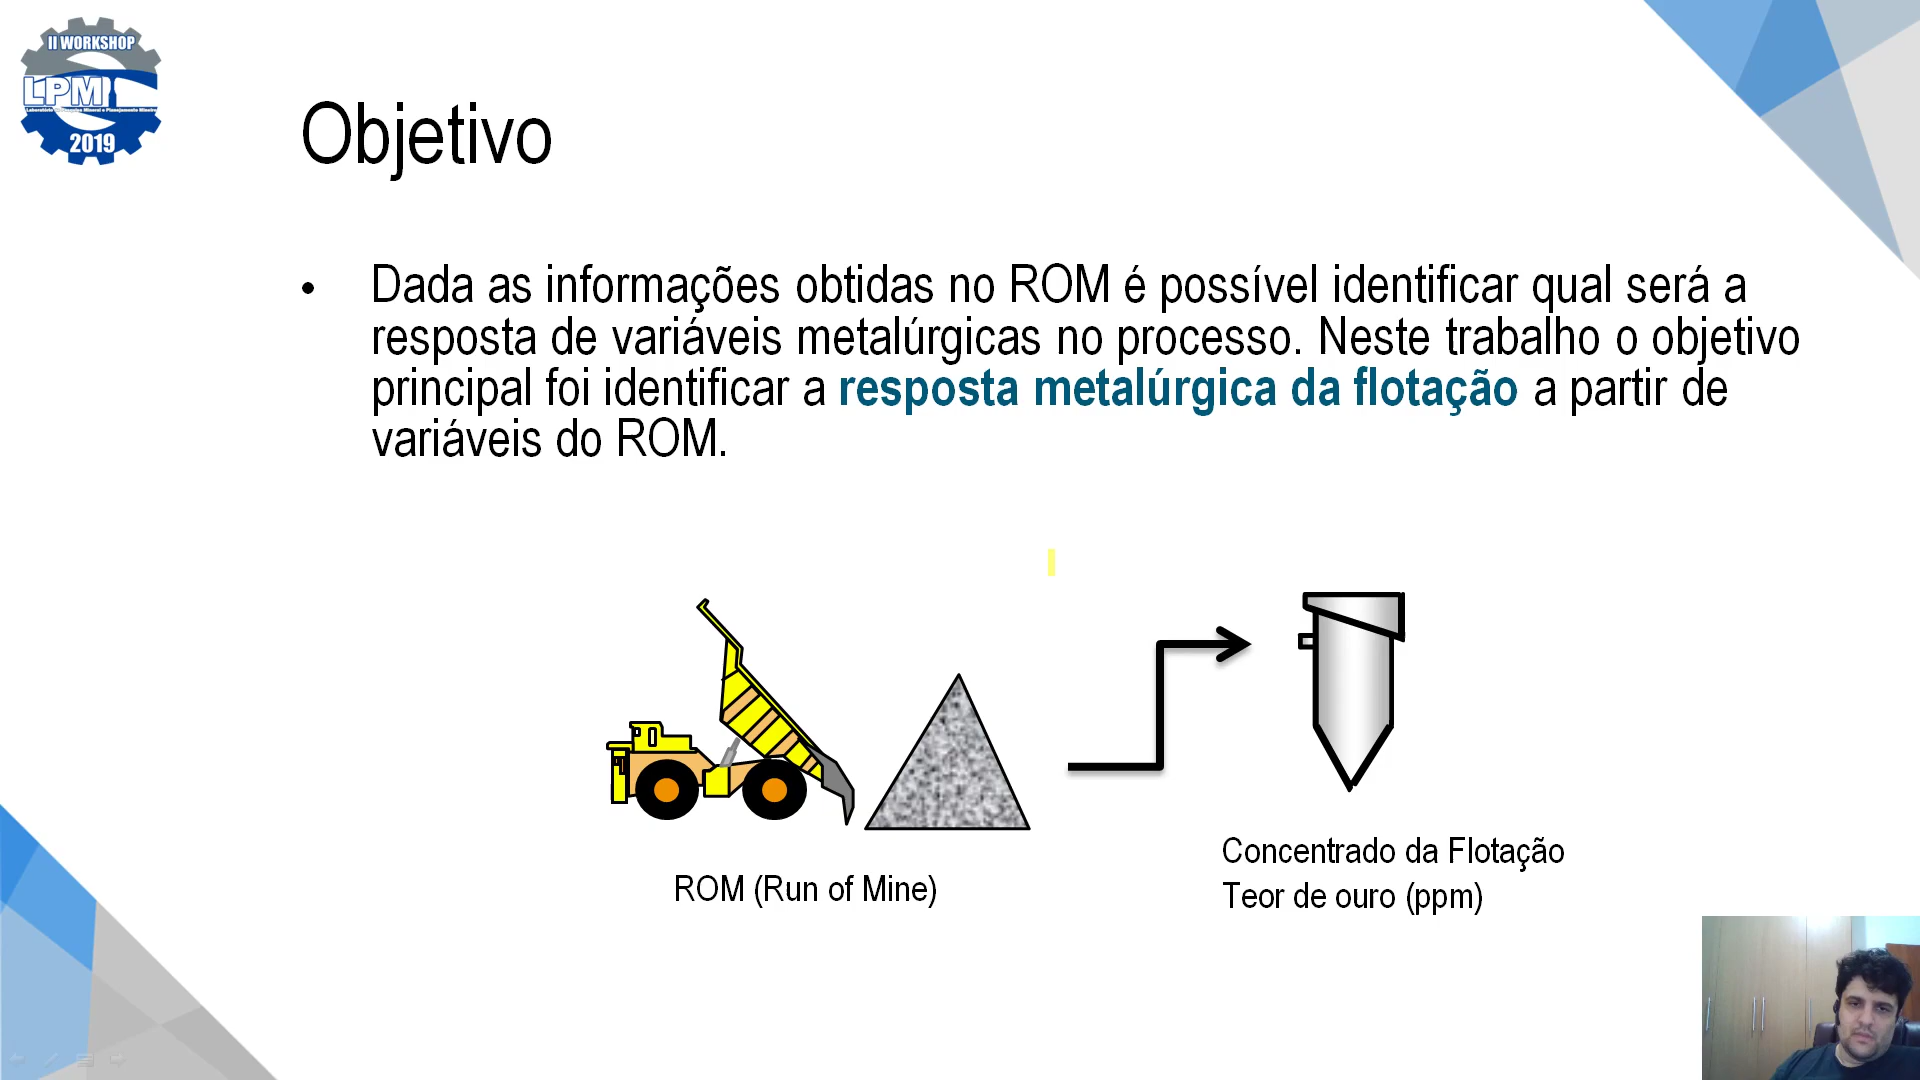 II WORKSHOP
LPM
2019
Objetivo
• Dada as informações obtidas no ROM é possível identificar qual será a
resposta de variáveis metalúrgicas no processo. Neste trabalho o objetivo
principal foi identificar a resposta metalúrgica da flotação a partir de
variáveis do ROM.
ROM (Run of Mine)
Concentrado da Flotação
Teor de ouro (ppm)